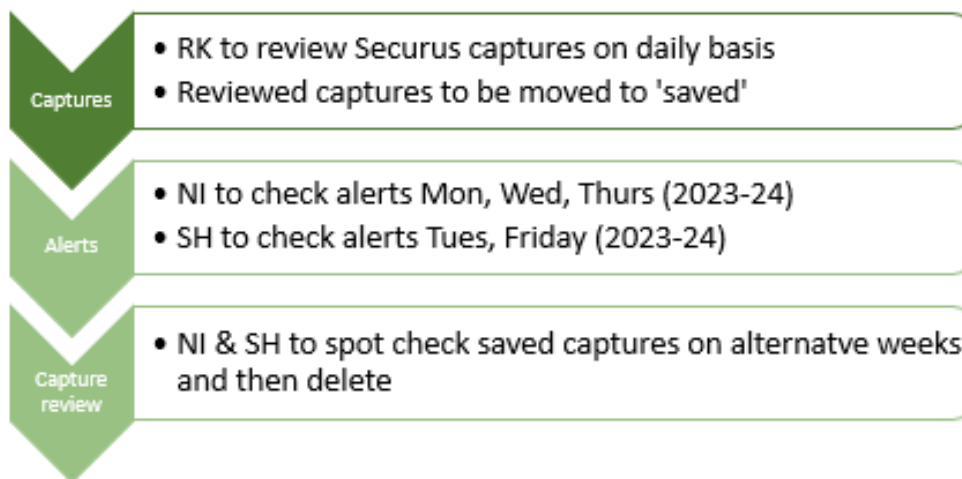 Captures
• RK to review Securus captures on daily basis
• Reviewed captures to be moved to 'saved'
Alerts
• NI to check alerts Mon, Wed, Thurs (2023-24)
• SH to check alerts Tues, Friday (2023-24)
Capture
review
• NI & SH to spot check saved captures on alternatve weeks
and then delete